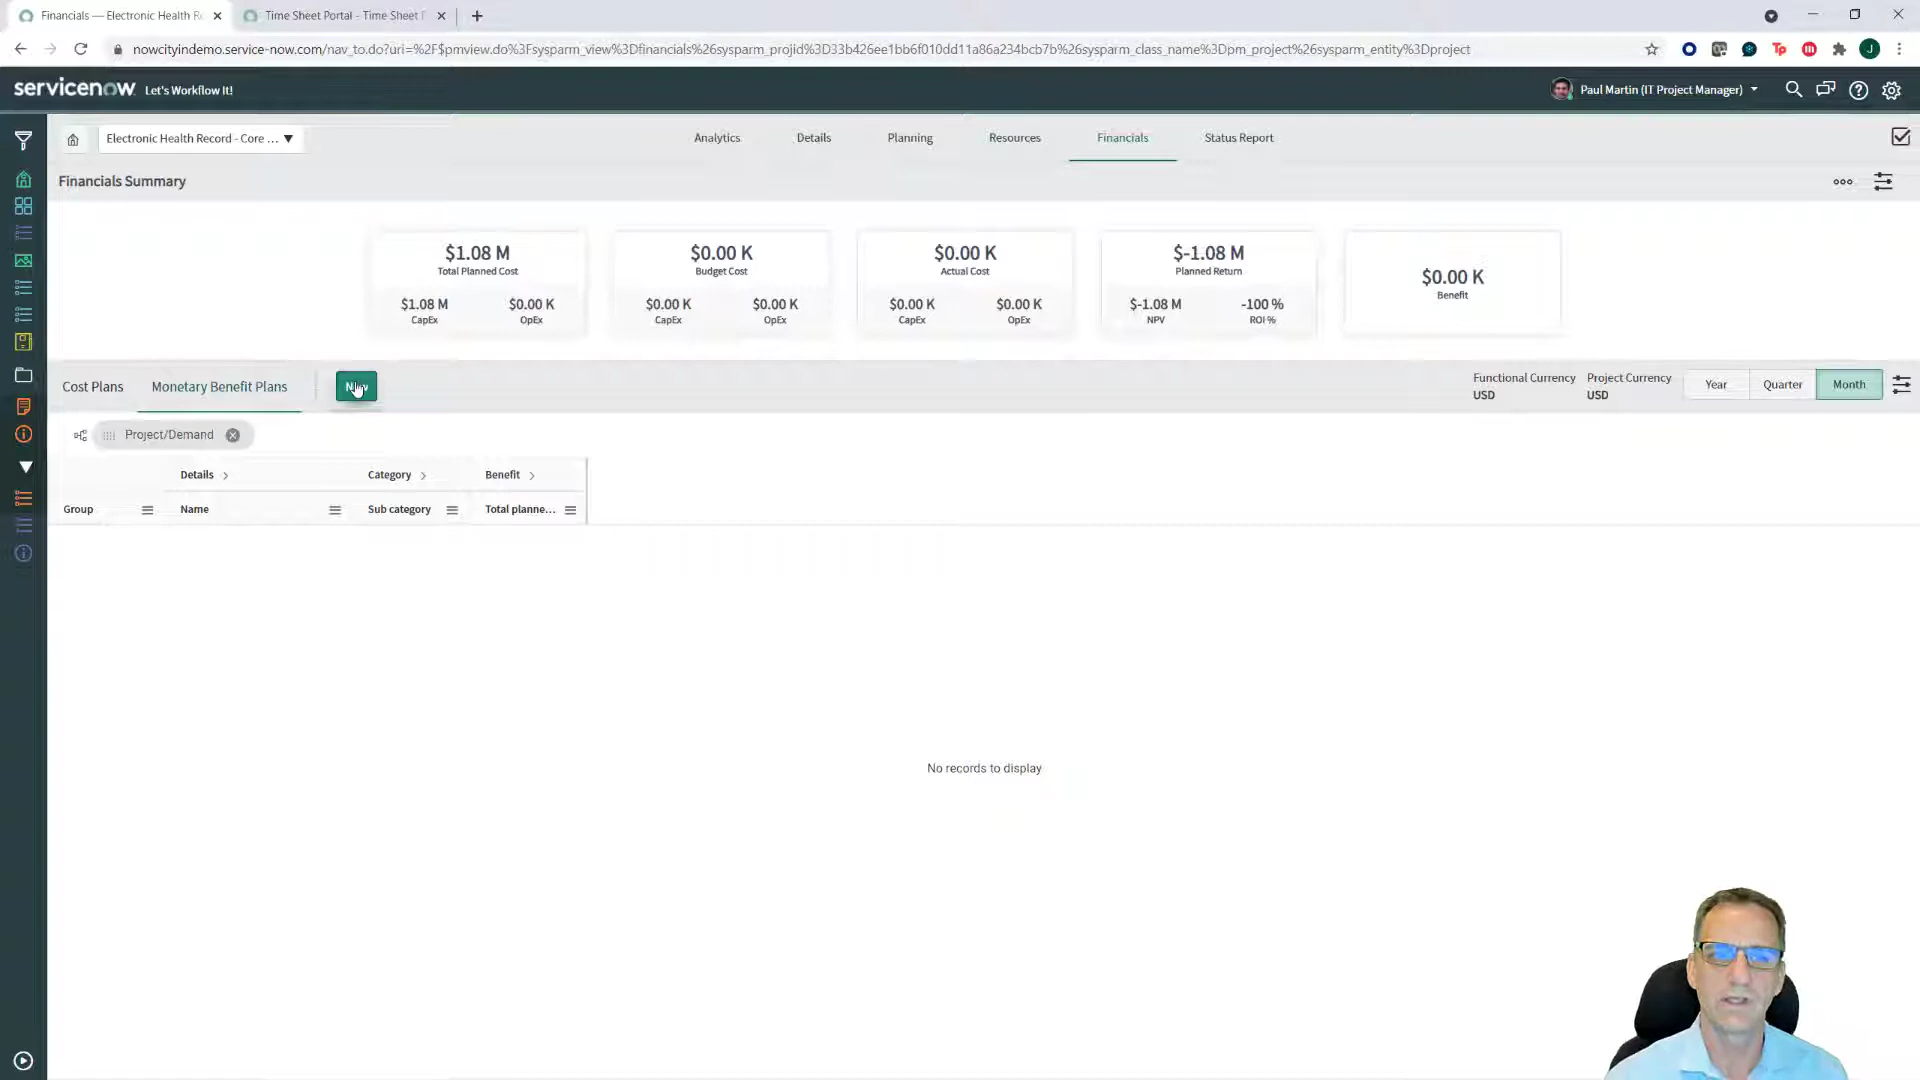 Financials — Electronic Health R
Time Sheet Portal - Time Sheet
nowcityindemo.service-now.com/nav_to.do?uri=%2F$pmview.do%3Fsysparm_view%3Dfinancials%26sysparm_projid%3D33b426ee1bb6f010dd11a86a234bcb7b%26sysparm_class_name%3Dpm_project%26sysparm_entity%3Dproject
Tp
J
servicenow Let's Workflow It!
Paul Martin (IT Project Manager)
Electronic Health Record - Core ...
Analytics Details Planning Resources Financials Status Report
Financials Summary
$1.08 M
Total Planned Cost
$1.08 M $0.00 K
CapEx OpEx
$0.00 K
Budget Cost
$0.00 K $0.00 K
CapEx OpEx
$0.00 K
Actual Cost
$0.00 K $0.00 K
CapEx OpEx
$-1.08 M
Planned Return
$-1.08 M -100 %
NPV ROI %
$0.00 K
Benefit
Cost Plans Monetary Benefit Plans
Functional Currency Project Currency
USD USD
Year Quarter Month
Project/Demand
Details Category Benefit
Group Name Sub category Total planne...
No records to display